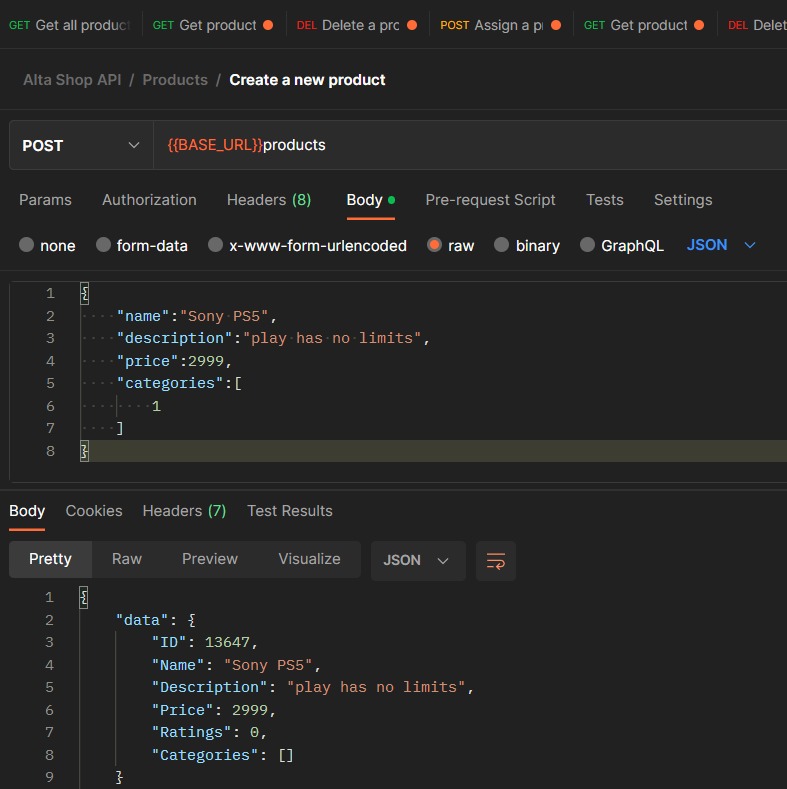 GET Get all product GET Get product DEL Delete a pro POST Assign a p GET Get product DEL Delet
Alta Shop API / Products / Create a new product
POST {{BASE_URL}}products
Params Authorization Headers (8) Body Pre-request Script Tests Settings
none form-data x-www-form-urlencoded raw binary GraphQL JSON
1 {
2 "name":"Sony PS5",
3 "description":"play has no limits",
4 "price":2999,
5 "categories":[
6 1
7 ]
8 }
Body Cookies Headers (7) Test Results
Pretty Raw Preview Visualize JSON
1 {
2 "data": {
3 "ID": 13647,
4 "Name": "Sony PS5",
5 "Description": "play has no limits",
6 "Price": 2999,
7 "Ratings": 0,
8 "Categories": []
9 }